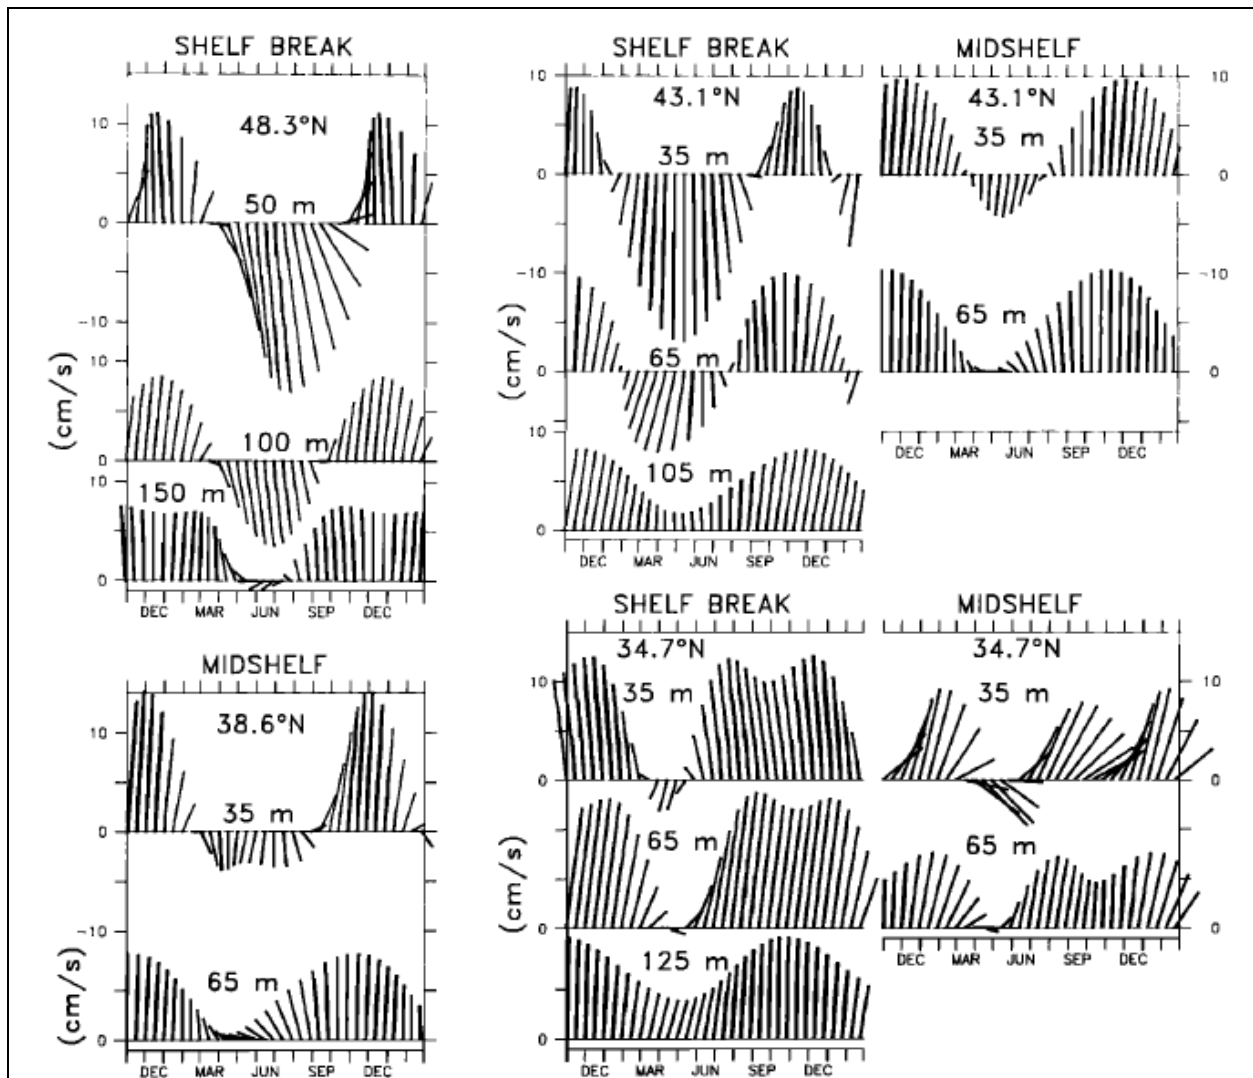 SHELF BREAK
48.3°N
10
50 m
0
-10
10
100 m
0
10
150 m
0
DEC MAR JUN SEP DEC
(cm/s)
MIDSHELF
38.6°N
10
35 m
0
-10
65 m
0
DEC MAR JUN SEP DEC
(cm/s)
SHELF BREAK
10
43.1°N
35 m
0
-10
65 m
0
10
105 m
0
DEC MAR JUN SEP DEC
(cm/s)
MIDSHELF
43.1°N
10
35 m
0
-10
65 m
0
DEC MAR JUN SEP DEC
SHELF BREAK
34.7°N
10
35 m
0
65 m
0
125 m
0
DEC MAR JUN SEP DEC
(cm/s)
MIDSHELF
34.7°N
35 m
10
0
65 m
0
DEC MAR JUN SEP DEC